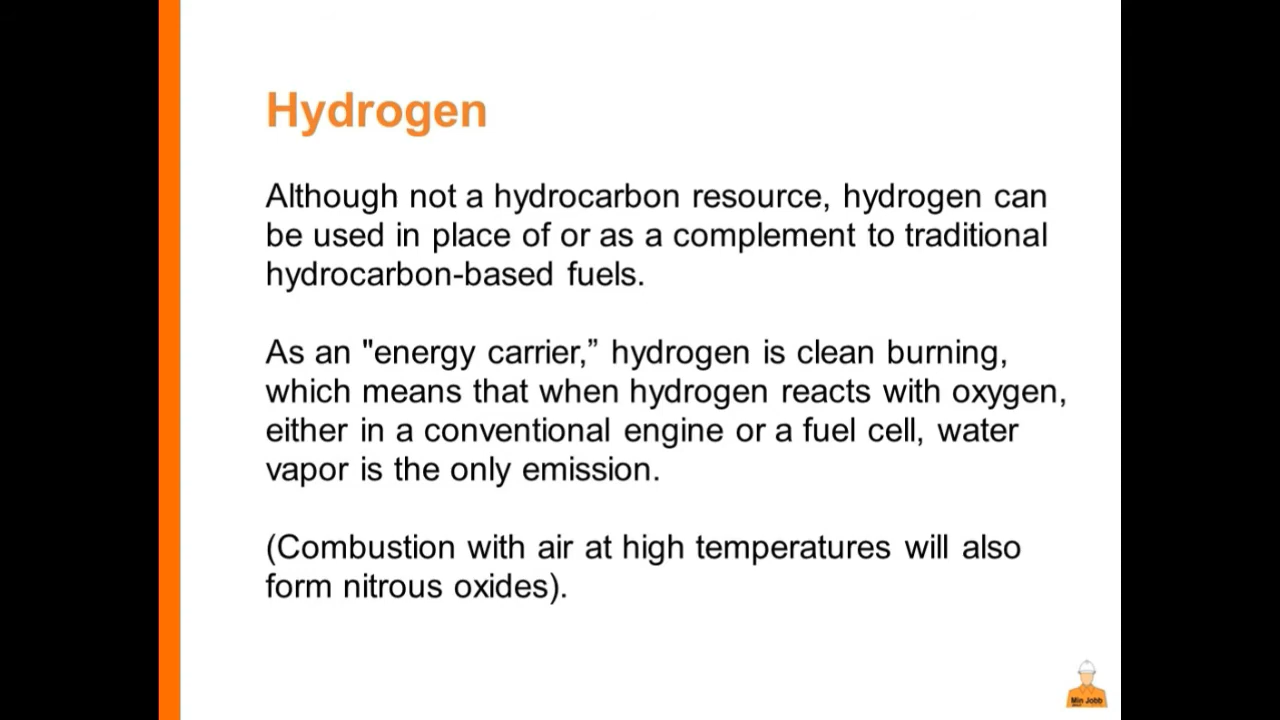 Hydrogen
Although not a hydrocarbon resource, hydrogen can
be used in place of or as a complement to traditional
hydrocarbon-based fuels.
As an "energy carrier,” hydrogen is clean burning,
which means that when hydrogen reacts with oxygen,
either in a conventional engine or a fuel cell, water
vapor is the only emission.
(Combustion with air at high temperatures will also
form nitrous oxides).
Min Jobb